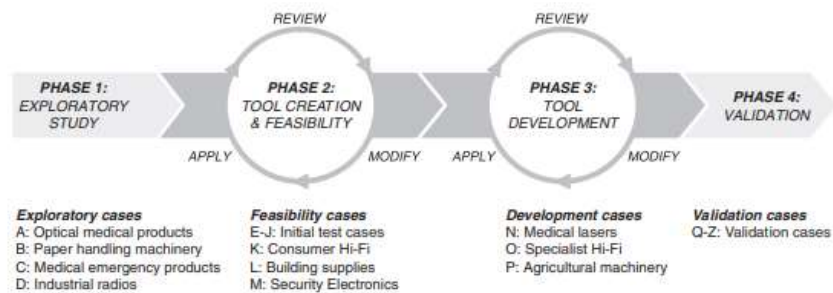 REVIEW
REVIEW
PHASE 1:
EXPLORATORY
STUDY
PHASE 2:
TOOL CREATION
& FEASIBILITY
PHASE 3:
TOOL
DEVELOPMENT
PHASE 4:
VALIDATION
APPLY
MODIFY
APPLY
MODIFY
Exploratory cases
A: Optical medical products
B: Paper handling machinery
C: Medical emergency products
D: Industrial radios
Feasibility cases
E-J: Initial test cases
K: Consumer Hi-Fi
L: Building supplies
M: Security Electronics
Development cases
N: Medical lasers
O: Specialist Hi-Fi
P: Agricultural machinery
Validation cases
Q-Z: Validation cases